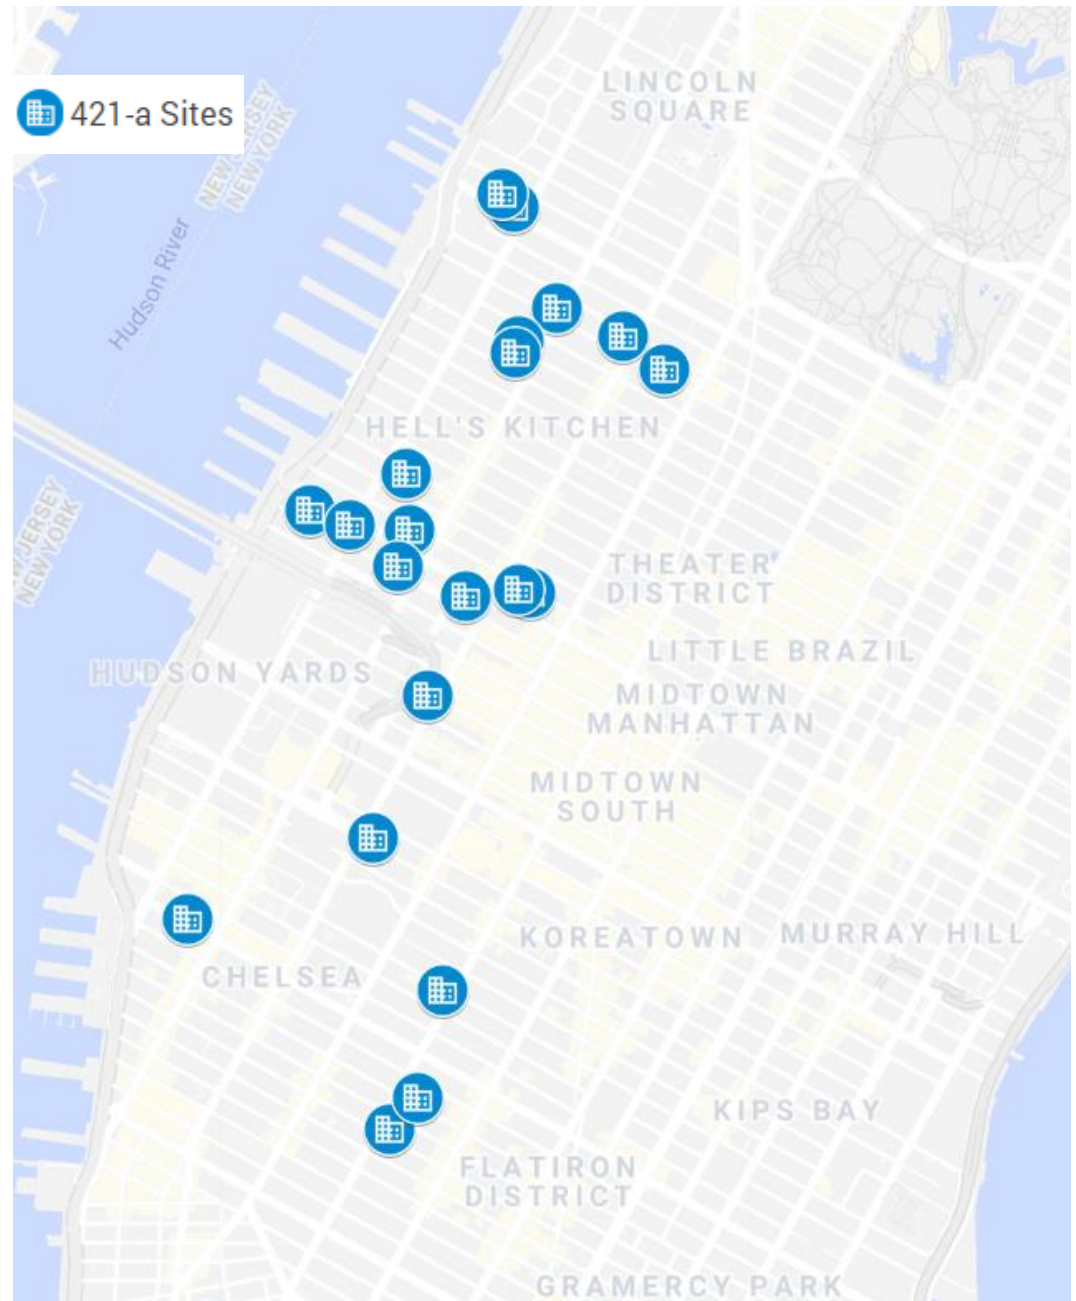 LINCOLN
SQUARE
421-a Sites
NEW JERSEY
NEW YORK
Hudson River
HELL'S KITCHEN
NEW JERSEY
NEW YORK
THEATER
DISTRICT
LITTLE BRAZIL
HUDSON YARDS
MIDTOWN
MANHATTAN
MIDTOWN
SOUTH
KOREATOWN
MURRAY HILL
CHELSEA
KIPS BAY
FLATIRON
DISTRICT
GRAMERCY PARK